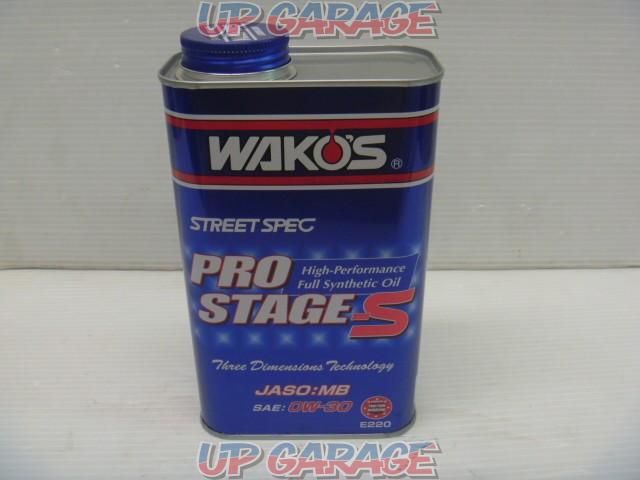 UP GARAGE
WAKO'S®
STREET SPEC
PRO
STAGE-S
High-Performance
Full Synthetic Oil
Three Dimensions Technology
JASO:MB
SAE: 0W-30
E220
UP GARAGE